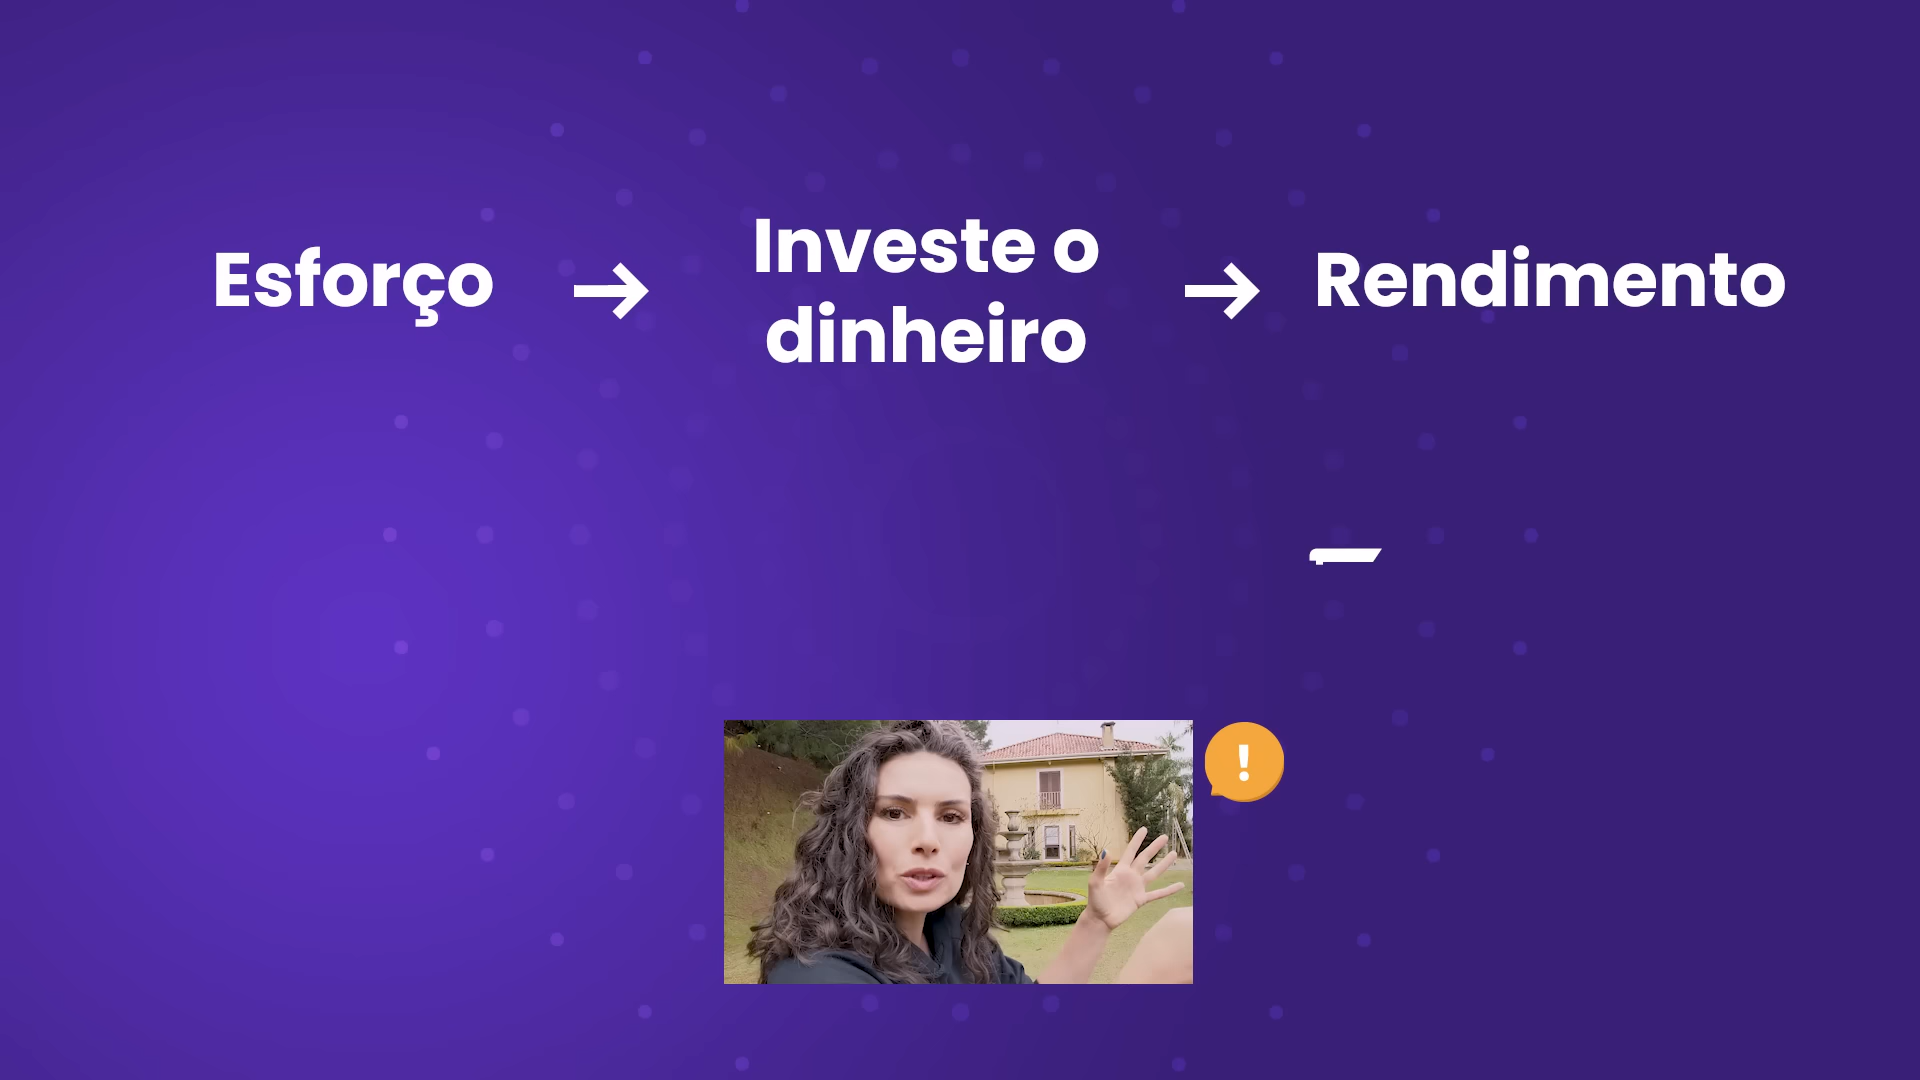 Esforço → Investe o
dinheiro → Rendimento
!